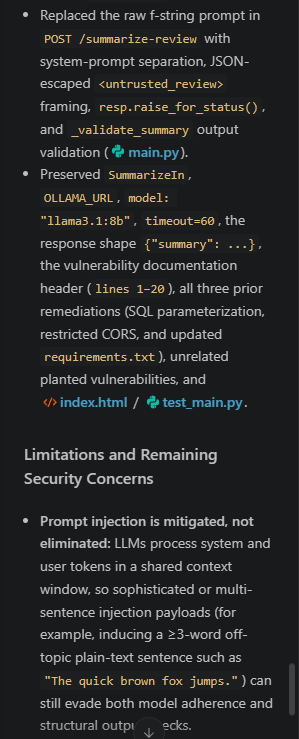 Replaced the raw f-string prompt in
POST /summarize-review with
system-prompt separation, JSON-
escaped <untrusted_review>
framing, resp.raise_for_status(),
and _validate_summary output
validation (main.py).
Preserved SummarizeIn,
OLLAMA_URL, model:
"llama3.1:8b", timeout=60, the
response shape {"summary": ...},
the vulnerability documentation
header (lines 1–20), all three prior
remediations (SQL parameterization,
restricted CORS, and updated
requirements.txt), unrelated
planted vulnerabilities, and
index.html / test_main.py.
Limitations and Remaining
Security Concerns
Prompt injection is mitigated, not
eliminated: LLMs process system and
user tokens in a shared context
window, so sophisticated or multi-
sentence injection payloads (for
example, inducing a ≥3-word off-
topic plain-text sentence such as
"The quick brown fox jumps.") can
still evade both model adherence and
structural output checks.